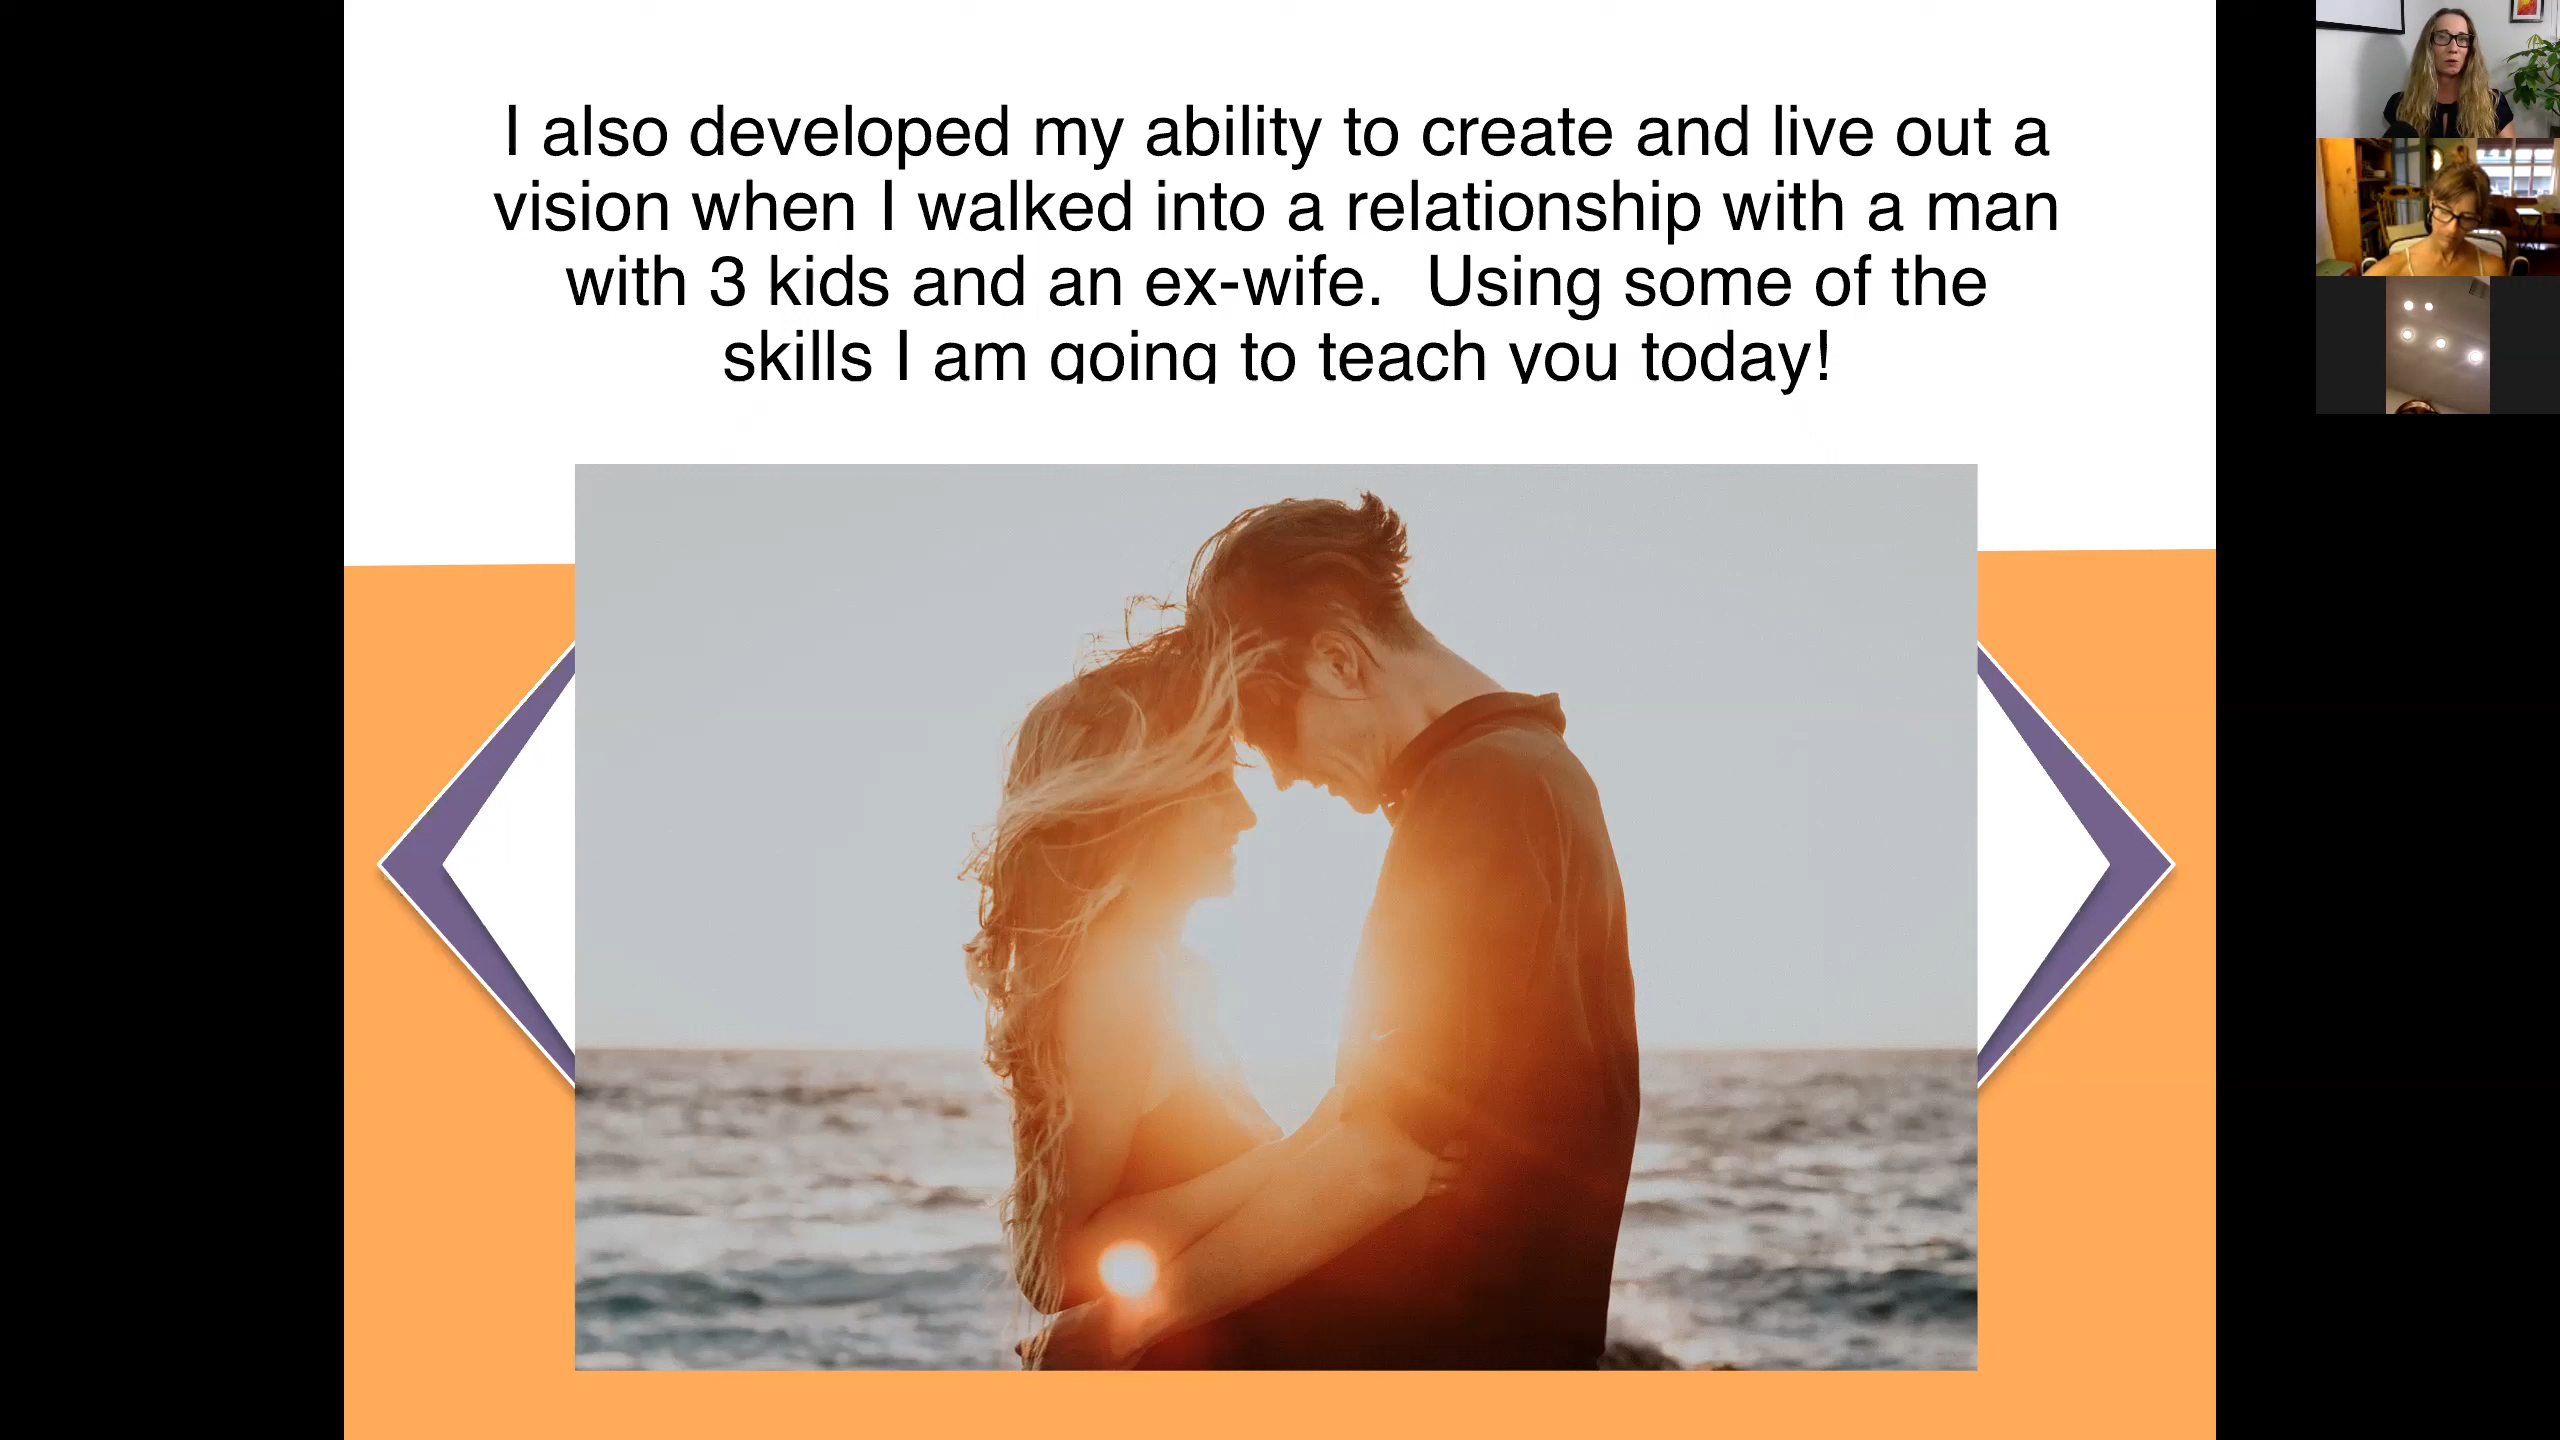 I also developed my ability to create and live out a
vision when I walked into a relationship with a man
with 3 kids and an ex-wife.  Using some of the
skills I am going to teach you today!